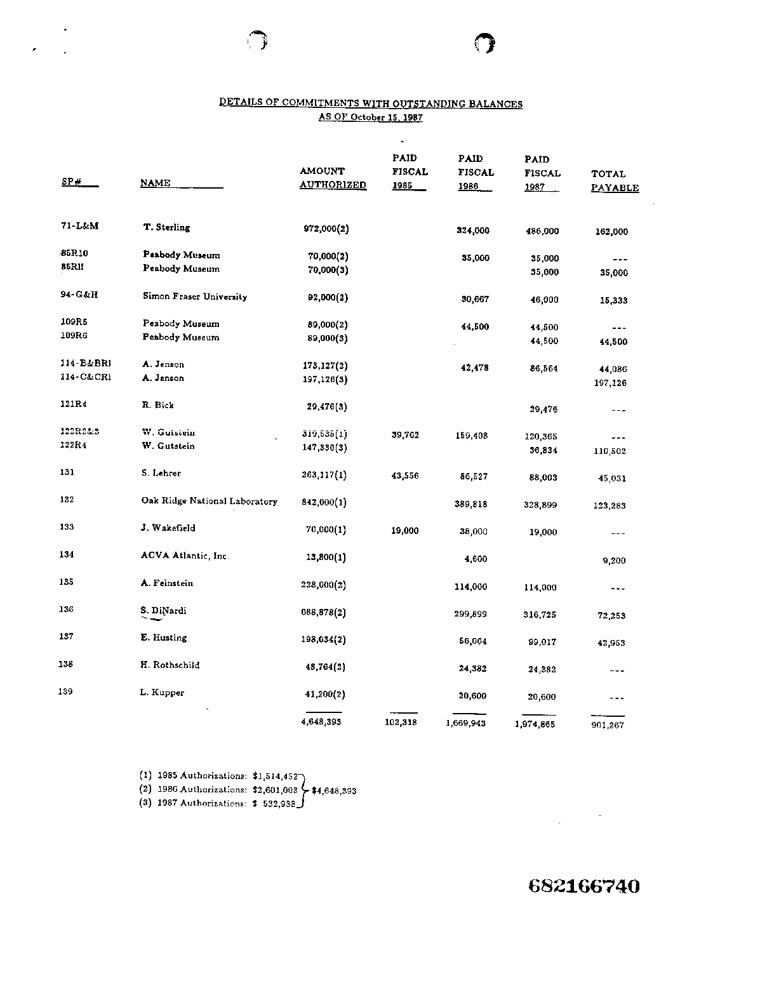 DETAILS OF COMMITMENTS WITH OUTSTANDING BALANCES
AS OF October 15, 1987
SP# NAME AMOUNT AUTHORIZED PAID FISCAL 1985 PAID FISCAL 1986 PAID FISCAL 1987 TOTAL PAYABLE
71-L&M T. Sterling 972,000(2) 324,000 486,000 162,000
85R10 Peabody Museum 70,000(2) 35,000 35,000 ---
85R11 Peabody Museum 70,000(3) 35,000 35,000
94-G&H Simon Fraser University 92,000(2) 30,667 46,000 15,333
109R5 Peabody Museum 89,000(2) 44,500 44,500 ---
109R6 Peabody Museum 89,000(3) 44,500 44,500
114-B&BR1 A. Jenson 173,127(2) 42,478 86,564 44,086
114-C&CR1 A. Jenson 197,126(3) 197,126
121R4 R. Bick 29,476(3) 29,476 ---
122R2&3 W. Gutstein 319,535(1) 39,762 159,408 120,365 ---
122R4 W. Gutstein 147,336(3) 36,834 110,502
131 S. Lehrer 263,117(1) 43,556 86,527 88,003 45,031
132 Oak Ridge National Laboratory 842,000(1) 389,818 328,899 123,283
133 J. Wakefield 76,000(1) 19,000 38,000 19,000 ---
134 ACVA Atlantic, Inc. 13,800(1) 4,600 9,200
135 A. Feinstein 228,000(2) 114,000 114,000 ---
136 S. DiNardi 688,878(2) 299,899 316,725 72,253
137 E. Husting 198,634(2) 56,664 99,017 42,953
138 H. Rothschild 48,764(2) 24,382 24,382 ---
139 L. Kupper 41,200(2) 20,600 20,600 ---
4,648,393 102,318 1,669,943 1,974,865 901,267
(1) 1985 Authorizations: $1,514,452
(2) 1986 Authorizations: $2,601,003 $4,648,393
(3) 1987 Authorizations: $ 532,938
682166740